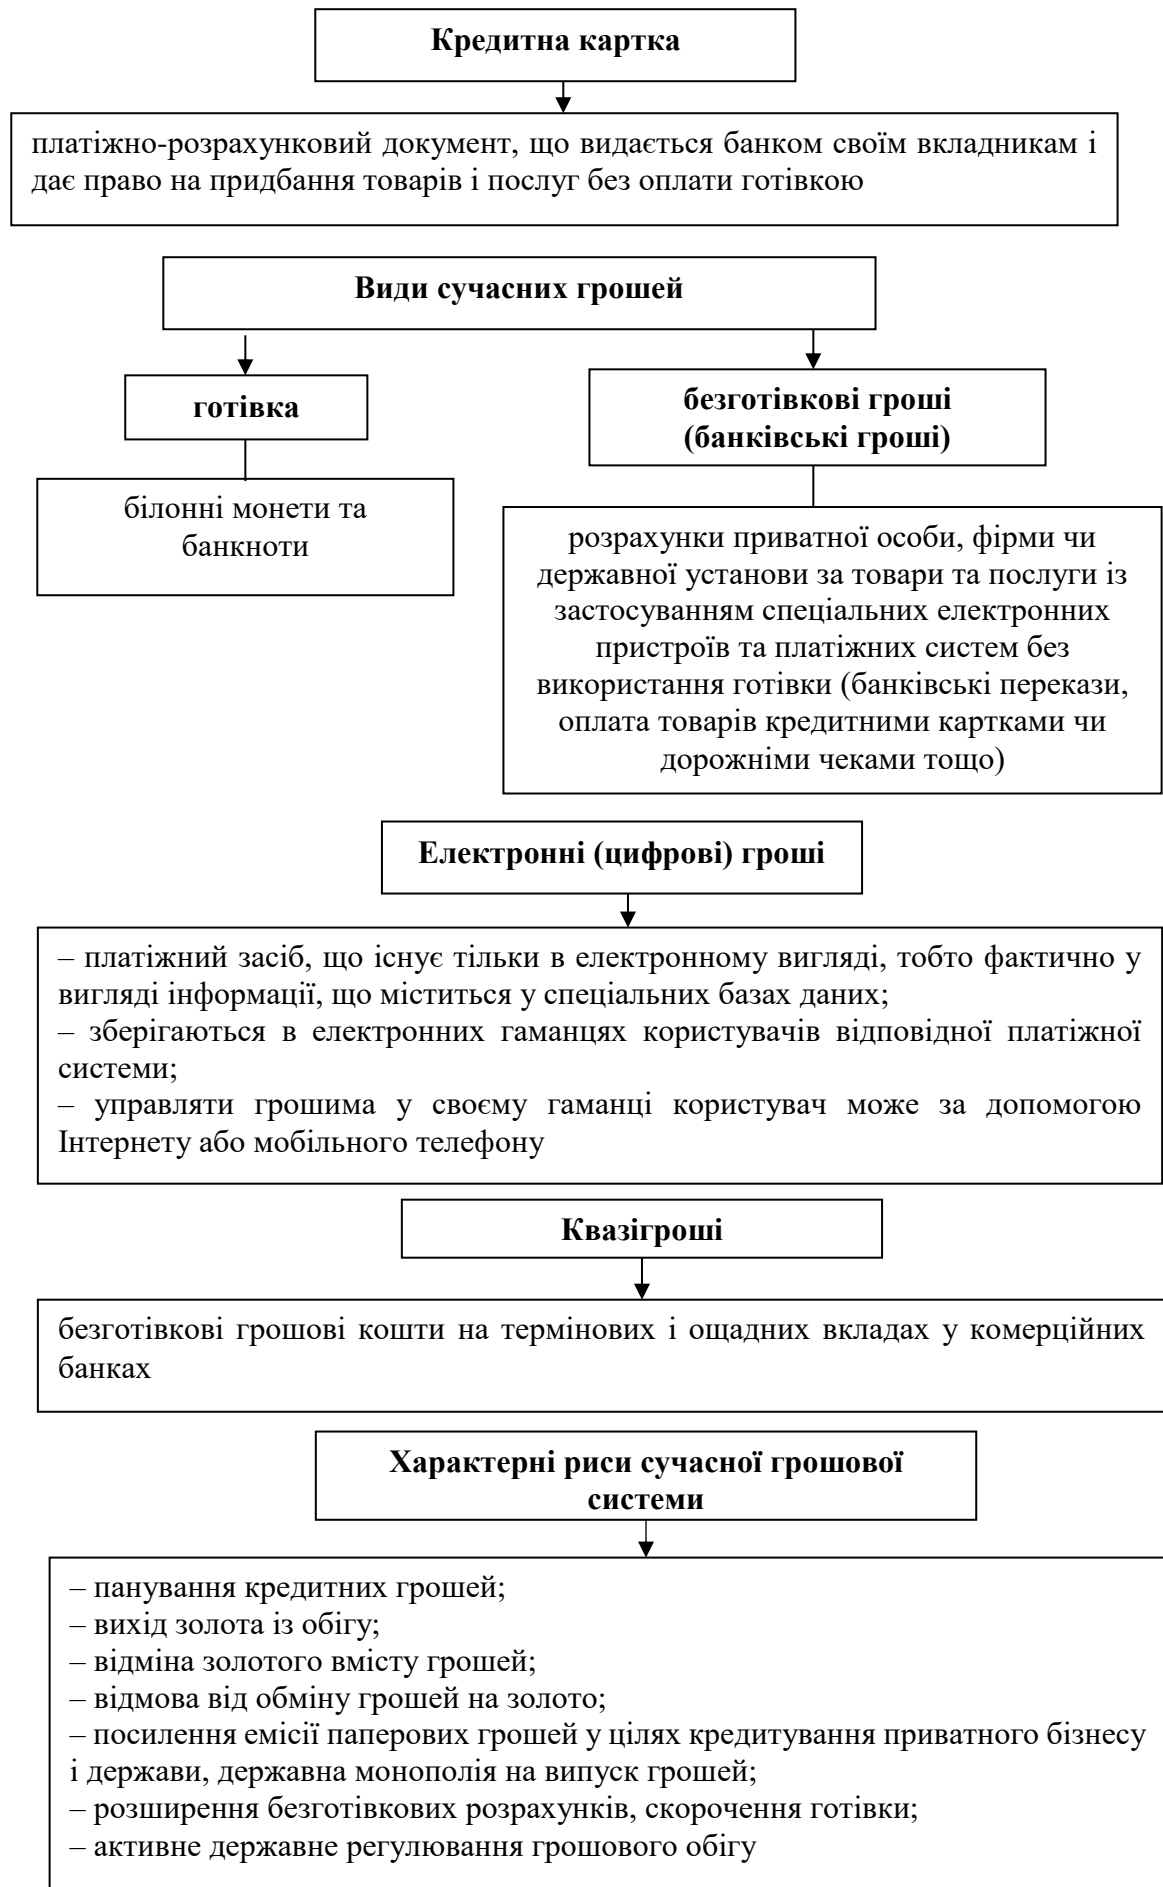 Кредитна картка
платіжно-розрахунковий документ, що видається банком своїм вкладникам і
дає право на придбання товарів і послуг без оплати готівкою
Види сучасних грошей
готівка
білонні монети та
банкноти
безготівкові гроші
(банківські гроші)
розрахунки приватної особи, фірми чи
державної установи за товари та послуги із
застосуванням спеціальних електронних
пристроїв та платіжних систем без
використання готівки (банківські перекази,
оплата товарів кредитними картками чи
дорожніми чеками тощо)
Електронні (цифрові) гроші
– платіжний засіб, що існує тільки в електронному вигляді, тобто фактично у
вигляді інформації, що міститься у спеціальних базах даних;
– зберігаються в електронних гаманцях користувачів відповідної платіжної
системи;
– управляти грошима у своєму гаманці користувач може за допомогою
Інтернету або мобільного телефону
Квазігроші
безготівкові грошові кошти на термінових і ощадних вкладах у комерційних
банках
Характерні риси сучасної грошової
системи
– панування кредитних грошей;
– вихід золота із обігу;
– відміна золотого вмісту грошей;
– відмова від обміну грошей на золото;
– посилення емісії паперових грошей у цілях кредитування приватного бізнесу
і держави, державна монополія на випуск грошей;
– розширення безготівкових розрахунків, скорочення готівки;
– активне державне регулювання грошового обігу